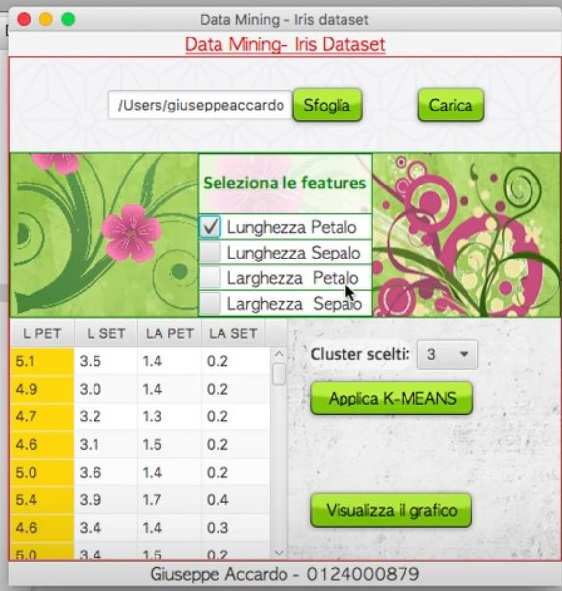 Data Mining - Iris dataset
Data Mining- Iris Dataset
/Users/giuseppeaccardo Sfoglia Carica
Seleziona le features
Lunghezza Petalo
Lunghezza Sepalo
Larghezza Petalo
Larghezza Sepalo
L PET L SET LA PET LA SET
5.1 3.5 1.4 0.2
4.9 3.0 1.4 0.2
4.7 3.2 1.3 0.2
4.6 3.1 1.5 0.2
5.0 3.6 1.4 0.2
5.4 3.9 1.7 0.4
4.6 3.4 1.4 0.3
5.0 3.4 1.5 0.2
Cluster scelti: 3
Applica K-MEANS
Visualizza il grafico
Giuseppe Accardo - 0124000879